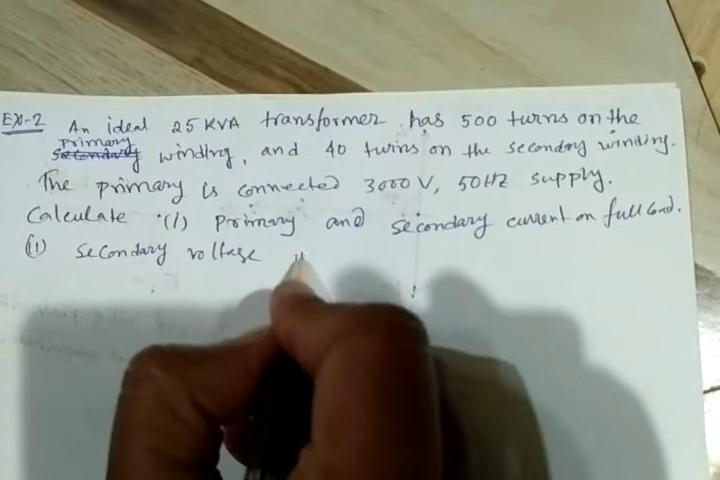 EX-2 An ideal 25 KVA transformer has 500 turns on the
primary winding, and 40 turns on the secondary winding.
The primary is connected 3000 V, 50HZ supply.
Calculate (i) Primary and secondary current on full load.
(ii) secondary voltage